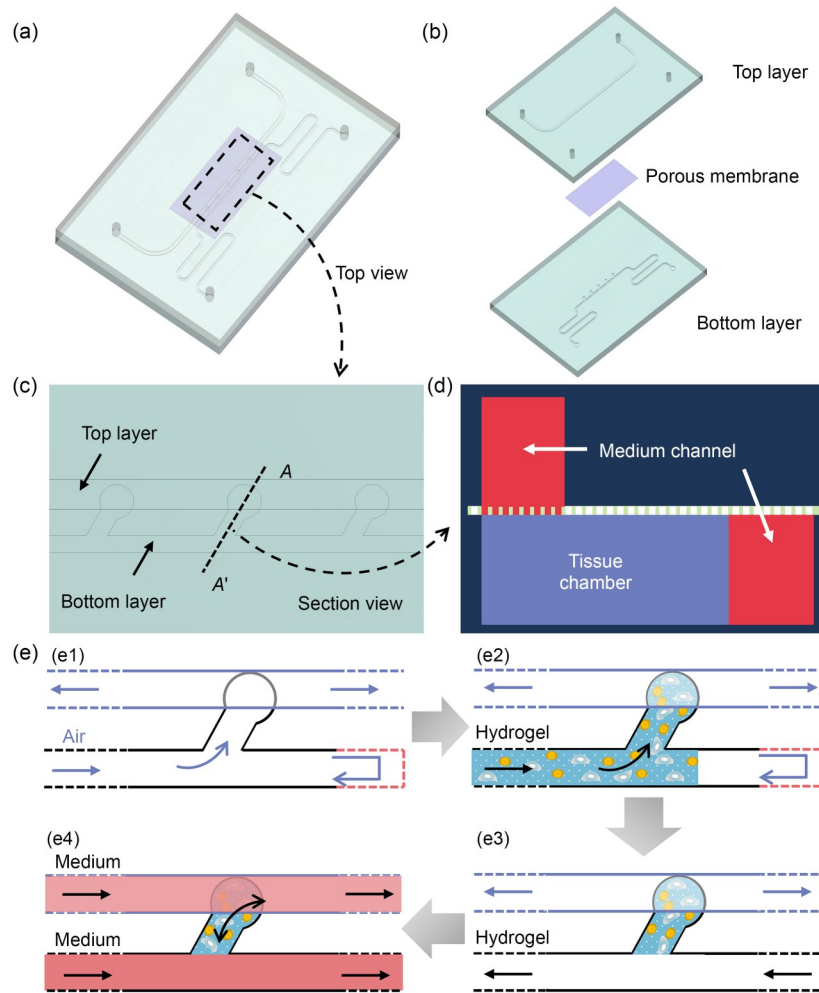 (a)
(b)
Top layer
Porous membrane
Top view
Bottom layer
(c)
(d)
Top layer
A
Medium channel
A'
Bottom layer
Section view
Tissue
chamber
(e)
(e1)
(e2)
Air
Hydrogel
(e4)
(e3)
Medium
Medium
Hydrogel